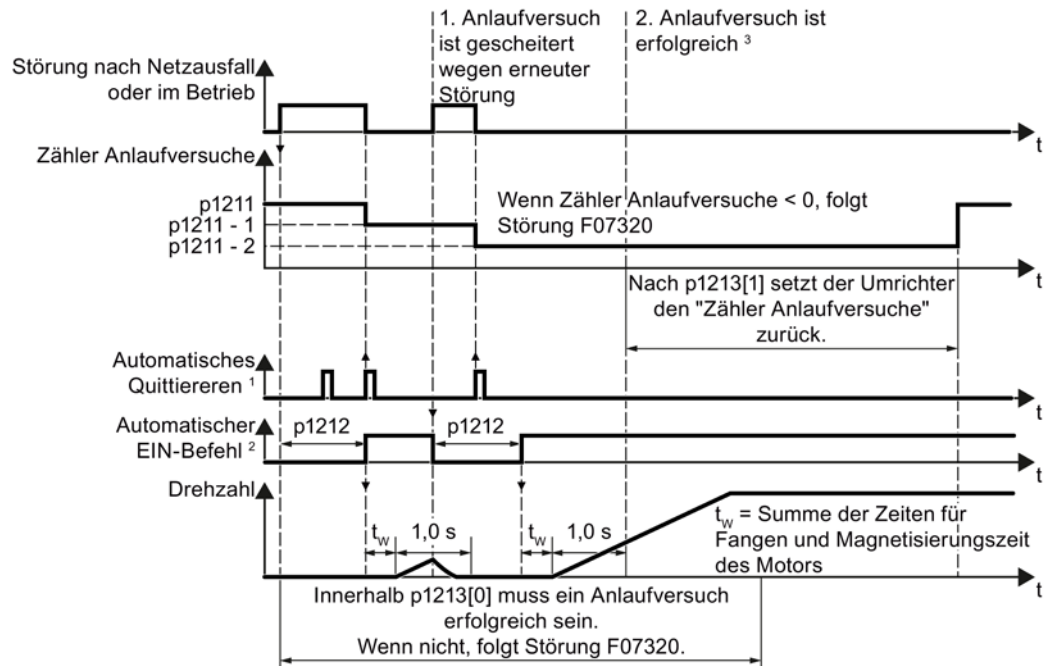 1. Anlaufversuch
ist gescheitert
wegen erneuter
Störung
2. Anlaufversuch ist
erfolgreich ³
Störung nach Netzausfall
oder im Betrieb
t
Zähler Anlaufversuche
p1211
p1211 - 1
p1211 - 2
Wenn Zähler Anlaufversuche < 0, folgt
Störung F07320
t
Nach p1213[1] setzt der Umrichter
den "Zähler Anlaufversuche"
zurück.
Automatisches
Quittiereren ¹
t
Automatischer
EIN-Befehl ²
p1212
p1212
t
Drehzahl
t_w
1,0 s
t_w
1,0 s
t_w = Summe der Zeiten für
Fangen und Magnetisierungszeit
des Motors
t
Innerhalb p1213[0] muss ein Anlaufversuch
erfolgreich sein.
Wenn nicht, folgt Störung F07320.